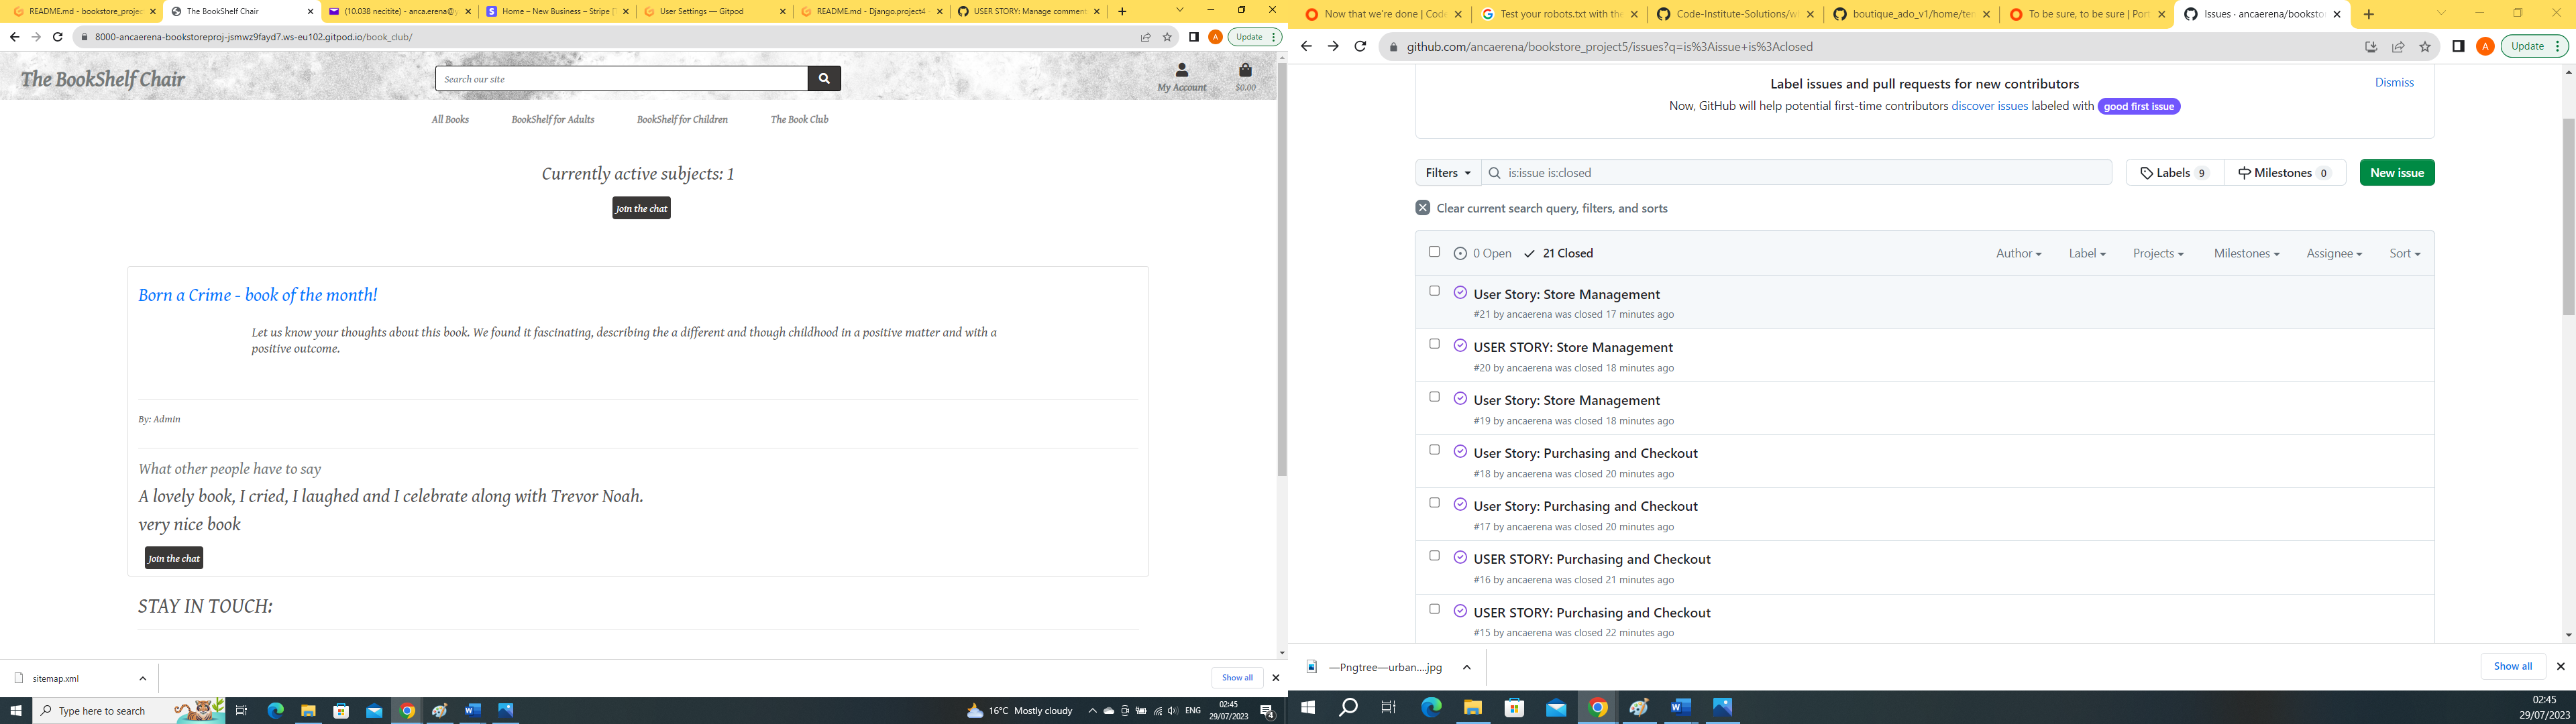 README.md - bookstore_projec
The BookShelf Chair
(10.038 necitite) - anca.erena@y
Home – New Business – Stripe [
User Settings — Gitpod
README.md - Django.project4 -
USER STORY: Manage comment
8000-ancaerena-bookstoreproj-jsmwz9fayd7.ws-eu102.gitpod.io/book_club/
A
Update
The BookShelf Chair
Search our site
My Account
$0.00
All Books
BookShelf for Adults
BookShelf for Children
The Book Club
Currently active subjects: 1
Join the chat
Born a Crime - book of the month!
Let us know your thoughts about this book. We found it fascinating, describing the a different and though childhood in a positive matter and with a
positive outcome.
By: Admin
What other people have to say
A lovely book, I cried, I laughed and I celebrate along with Trevor Noah.
very nice book
Join the chat
STAY IN TOUCH:
sitemap.xml
Show all
Type here to search
16°C Mostly cloudy
ENG
02:45
29/07/2023
4
Now that we're done | Code
Test your robots.txt with the
Code-Institute-Solutions/w
boutique_ado_v1/home/te
To be sure, to be sure | Port
Issues · ancaerena/booksto
github.com/ancaerena/bookstore_project5/issues?q=is%3Aissue+is%3Aclosed
A
Update
Label issues and pull requests for new contributors
Dismiss
Now, GitHub will help potential first-time contributors discover issues labeled with good first issue
Filters
is:issue is:closed
Labels 9
Milestones 0
New issue
Clear current search query, filters, and sorts
0 Open
21 Closed
Author
Label
Projects
Milestones
Assignee
Sort
User Story: Store Management
#21 by ancaerena was closed 17 minutes ago
USER STORY: Store Management
#20 by ancaerena was closed 18 minutes ago
User Story: Store Management
#19 by ancaerena was closed 18 minutes ago
User Story: Purchasing and Checkout
#18 by ancaerena was closed 20 minutes ago
User Story: Purchasing and Checkout
#17 by ancaerena was closed 20 minutes ago
USER STORY: Purchasing and Checkout
#16 by ancaerena was closed 21 minutes ago
USER STORY: Purchasing and Checkout
#15 by ancaerena was closed 22 minutes ago
—Pngtree—urban....jpg
Show all
02:45
29/07/2023